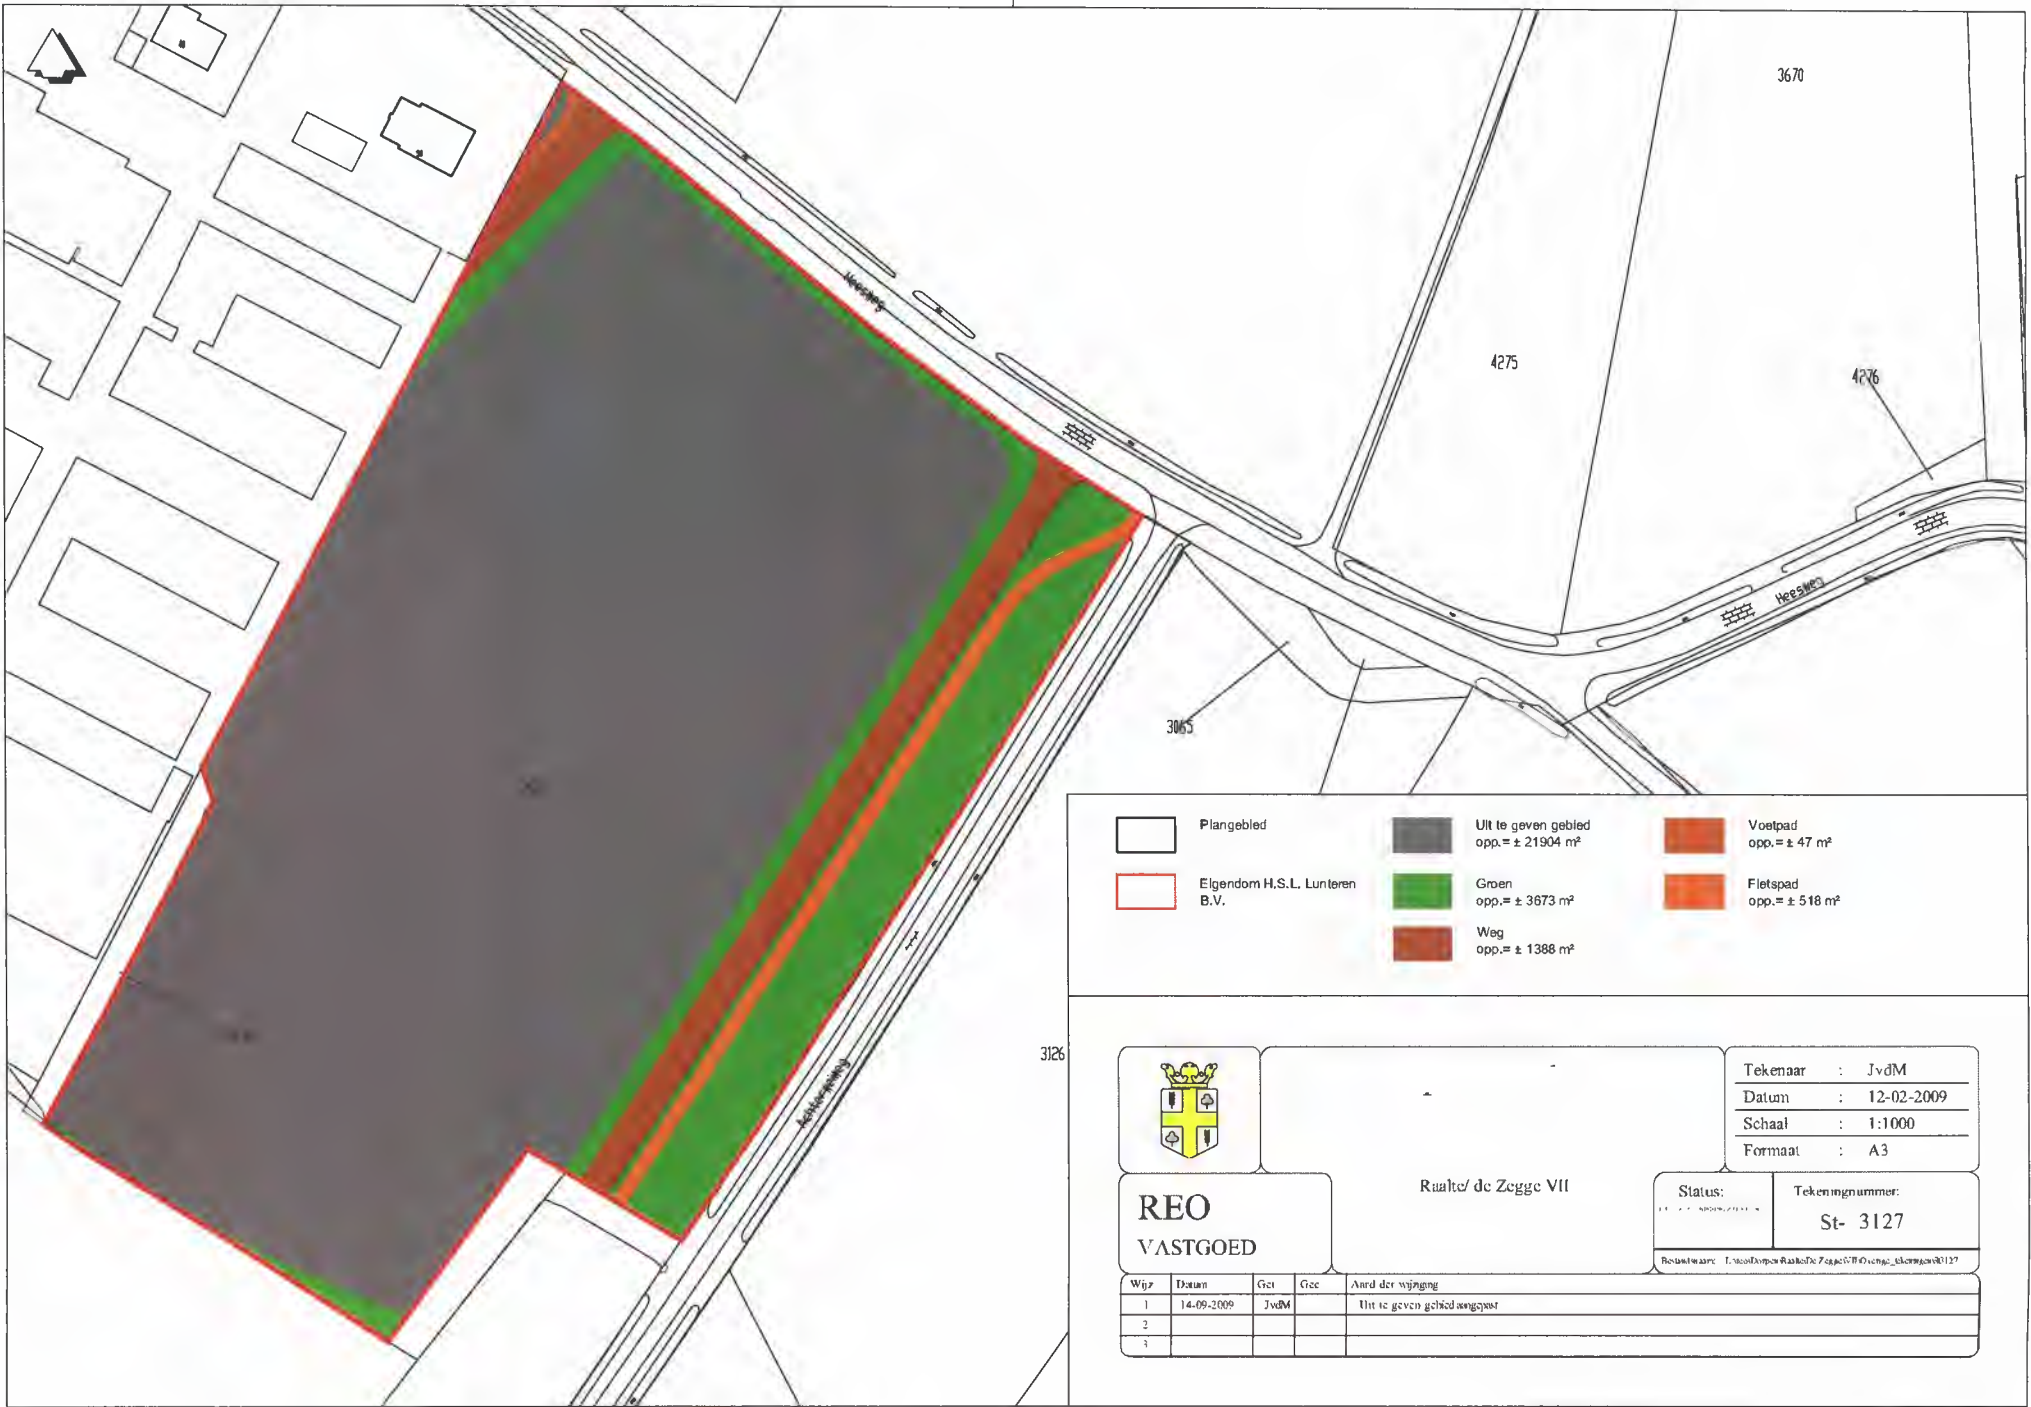 3670
4275
4276
Heesweg
Heesweg
3065
3126
Achterkeiweg
Plangebied
Eigendom H.S.L. Lunteren
B.V.
Uit te geven gebied
opp.= ± 21904 m²
Groen
opp.= ± 3673 m²
Weg
opp.= ± 1388 m²
Voetpad
opp.= ± 47 m²
Fietspad
opp.= ± 518 m²
Tekenaar : JvdM
Datum : 12-02-2009
Schaal : 1:1000
Formaat : A3
REO
VASTGOED
Raalte/ de Zegge VII
Status:
Tekeningnummer:
St- 3127
Bestandsnaam:
Wijz Datum Get Gec Aard der wijziging
1 14-09-2009 JvdM Uit te geven gebied aangepast
2
3